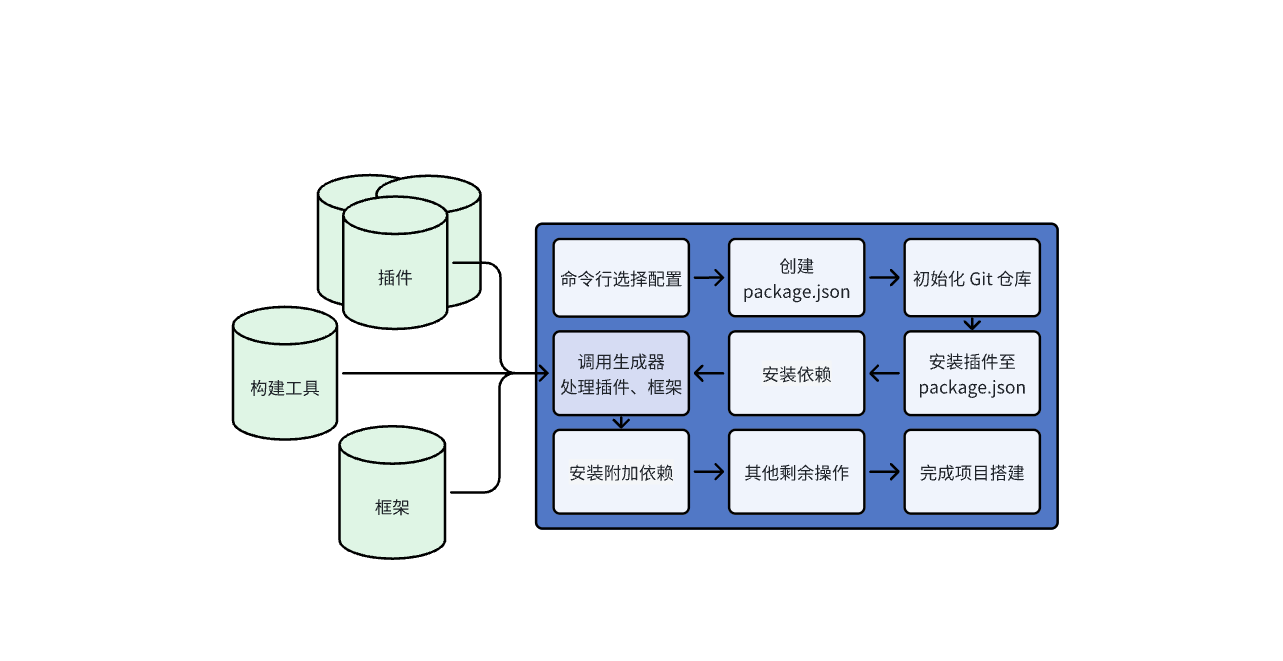 插件
构建工具
框架
命令行选择配置
创建
package.json
初始化 Git 仓库
安装插件至
package.json
安装依赖
调用生成器
处理插件、框架
安装附加依赖
其他剩余操作
完成项目搭建